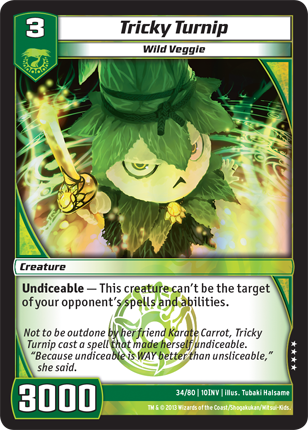 3
Tricky Turnip
Wild Veggie
Creature
Undiceable — This creature can't be the target
of your opponent's spells and abilities.
Not to be outdone by her friend Karate Carrot, Tricky
Turnip cast a spell that made herself undiceable.
"Because undiceable is WAY better than unsliceable,"
she said.
3000
34/80 | 10INV | illus. Tubaki Halsame
TM & © 2013 Wizards of the Coast/Shogakukan/Mitsui-Kids.